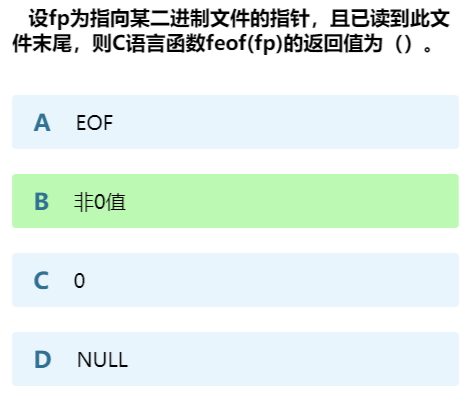 设fp为指向某二进制文件的指针，且已读到此文
件末尾，则C语言函数feof(fp)的返回值为（）。
A EOF
B 非0值
C 0
D NULL